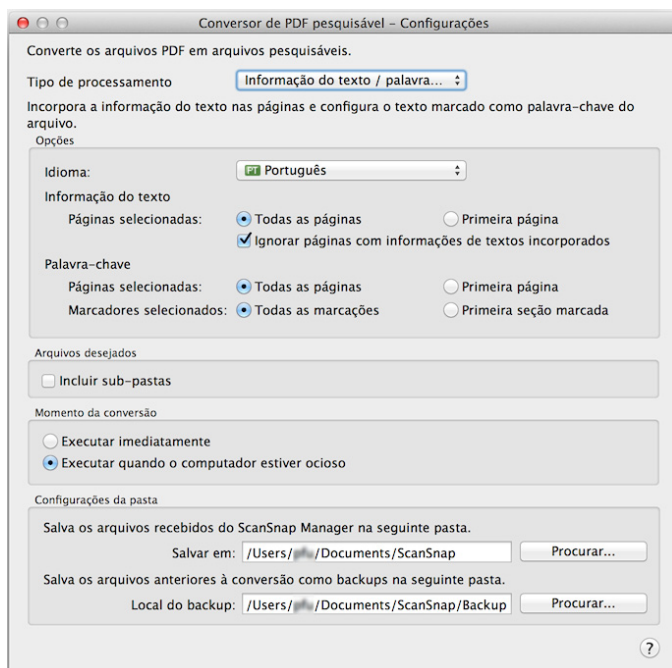 Conversor de PDF pesquisável – Configurações
Converte os arquivos PDF em arquivos pesquisáveis.
Tipo de processamento Informação do texto / palavra...
Incorpora a informação do texto nas páginas e configura o texto marcado como palavra-chave do
arquivo.
Opções
Idioma: PT Português
Informação do texto
Páginas selecionadas: Todas as páginas Primeira página
Ignorar páginas com informações de textos incorporados
Palavra-chave
Páginas selecionadas: Todas as páginas Primeira página
Marcadores selecionados: Todas as marcações Primeira seção marcada
Arquivos desejados
Incluir sub-pastas
Momento da conversão
Executar imediatamente
Executar quando o computador estiver ocioso
Configurações da pasta
Salva os arquivos recebidos do ScanSnap Manager na seguinte pasta.
Salvar em: /Users/ /Documents/ScanSnap Procurar...
Salva os arquivos anteriores à conversão como backups na seguinte pasta.
Local do backup: /Users/ /Documents/ScanSnap/Backup Procurar...
?